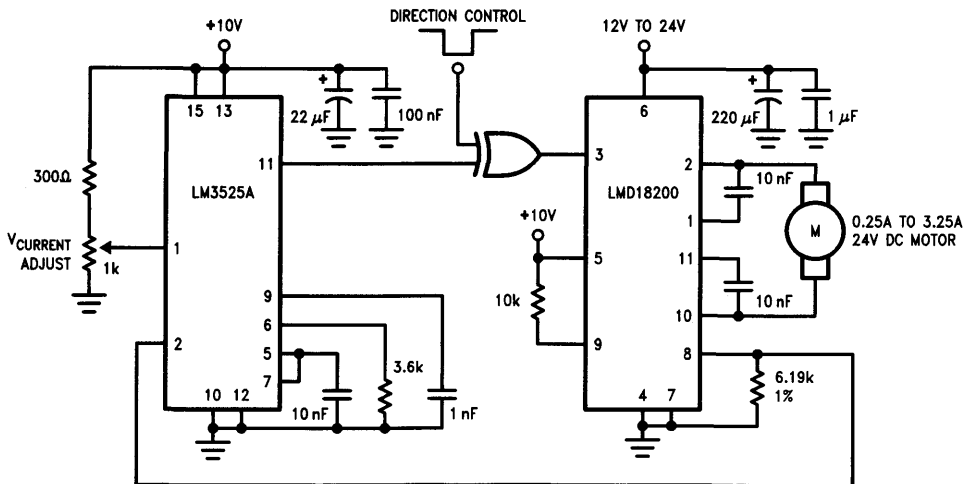 DIRECTION CONTROL
+10V
12V TO 24V
+
22 μF
100 nF
+
220 μF
1 μF
15 13
6
11
3
2
LM3525A
LMD18200
300Ω
10 nF
1
+10V
M
0.25A TO 3.25A
24V DC MOTOR
VCURRENT
ADJUST
1k
1
5
11
9
10k
10 nF
6
10
2
5
3.6k
9
8
7
6.19k
1%
10 12
10 nF
1 nF
4 7